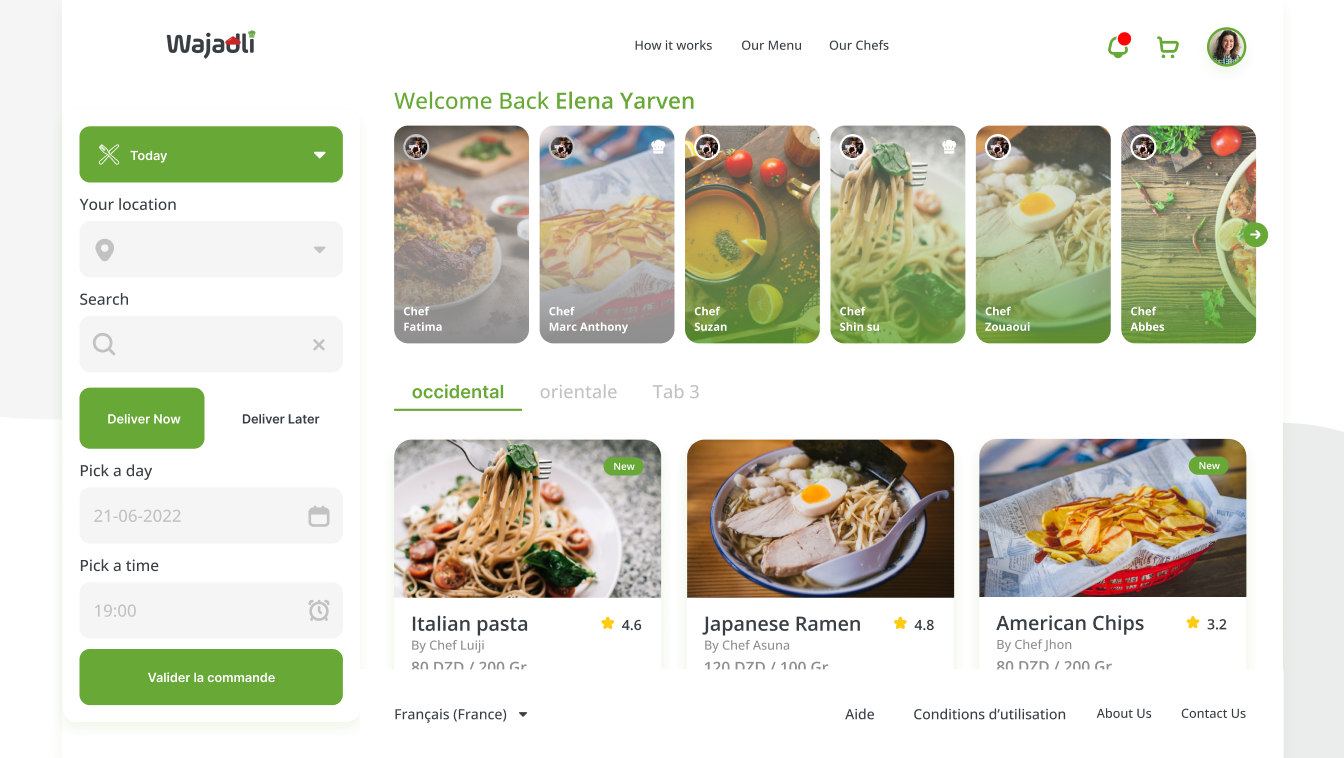 Wajadli
How it works
Our Menu
Our Chefs
Welcome Back Elena Yarven
Today
Your location
Search
Deliver Now
Deliver Later
Pick a day
21-06-2022
Pick a time
19:00
Valider la commande
Chef
Fatima
Chef
Marc Anthony
Chef
Suzan
Chef
Shin su
Chef
Zouaoui
Chef
Abbes
occidental
orientale
Tab 3
New
Italian pasta
4.6
By Chef Luiji
80 DZD / 200 Gr
Japanese Ramen
4.8
By Chef Asuna
120 DZD / 100 Gr
New
American Chips
3.2
By Chef Jhon
80 DZD / 200 Gr
Français (France)
Aide
Conditions d’utilisation
About Us
Contact Us